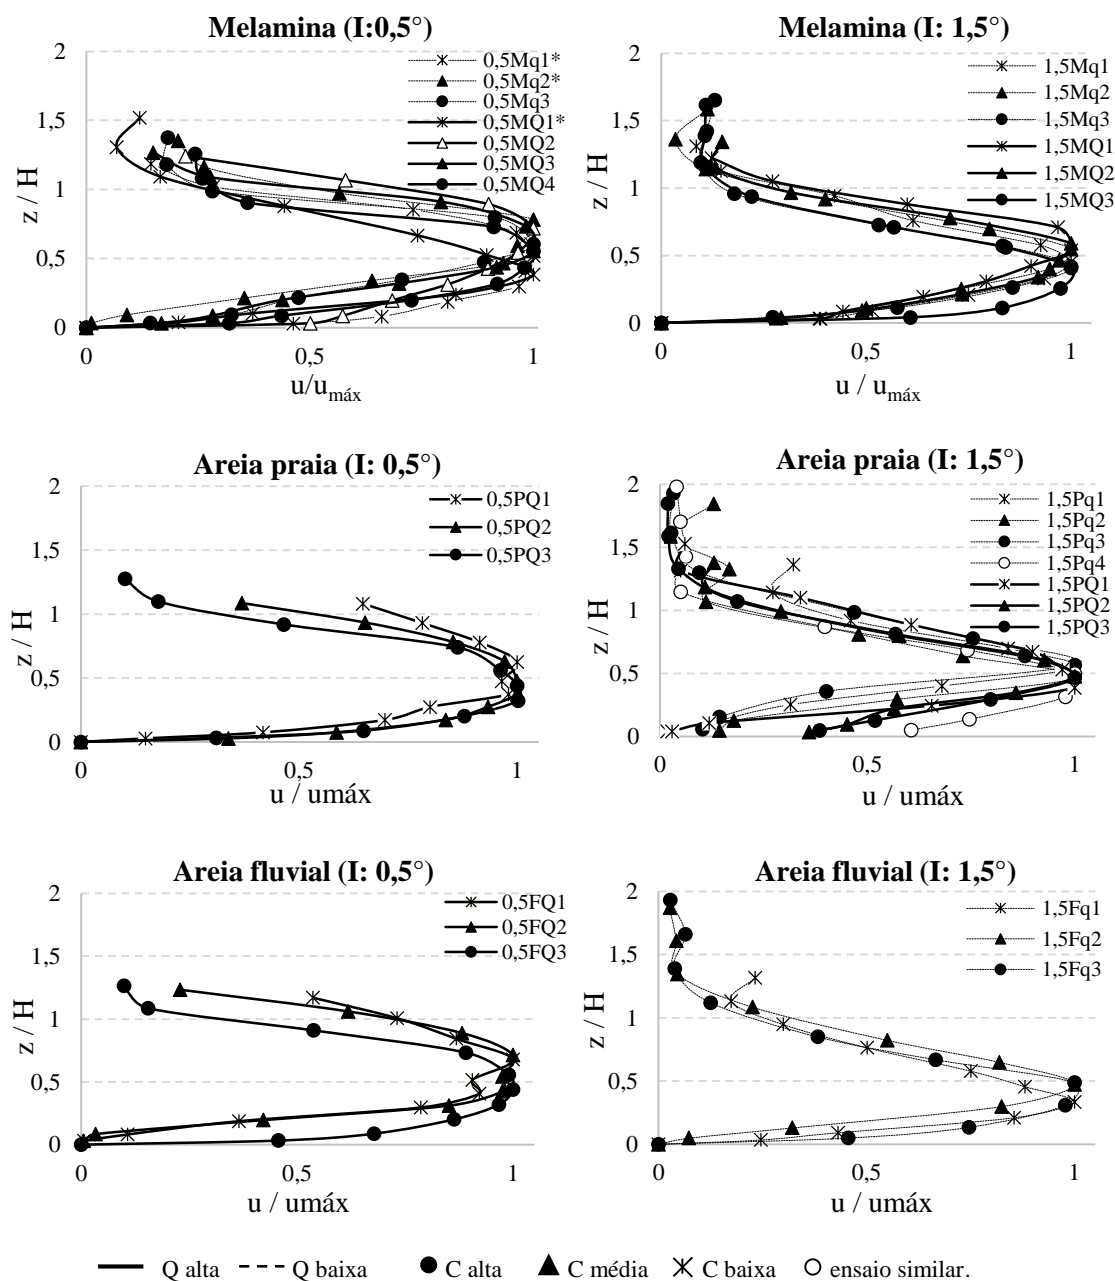 Melamina (I:0,5°)
2
1,5
1
0,5
0
z / H
0
0,5
1
u/umáx
0,5Mq1*
0,5Mq2*
0,5Mq3
0,5MQ1*
0,5MQ2
0,5MQ3
0,5MQ4
Melamina (I: 1,5°)
2
1,5
1
0,5
0
z / H
0
0,5
1
u / umáx
1,5Mq1
1,5Mq2
1,5Mq3
1,5MQ1
1,5MQ2
1,5MQ3
Areia praia (I: 0,5°)
2
1,5
1
0,5
0
z / H
0
0,5
1
u / umáx
0,5PQ1
0,5PQ2
0,5PQ3
Areia praia (I: 1,5°)
2
1,5
1
0,5
0
z / H
0
0,5
1
u / umáx
1,5Pq1
1,5Pq2
1,5Pq3
1,5Pq4
1,5PQ1
1,5PQ2
1,5PQ3
Areia fluvial (I: 0,5°)
2
1,5
1
0,5
0
z / H
0
0,5
1
u / umáx
0,5FQ1
0,5FQ2
0,5FQ3
Areia fluvial (I: 1,5°)
2
1,5
1
0,5
0
z / H
0
0,5
1
u / umáx
1,5Fq1
1,5Fq2
1,5Fq3
Q alta Q baixa C alta C média C baixa ensaio similar.